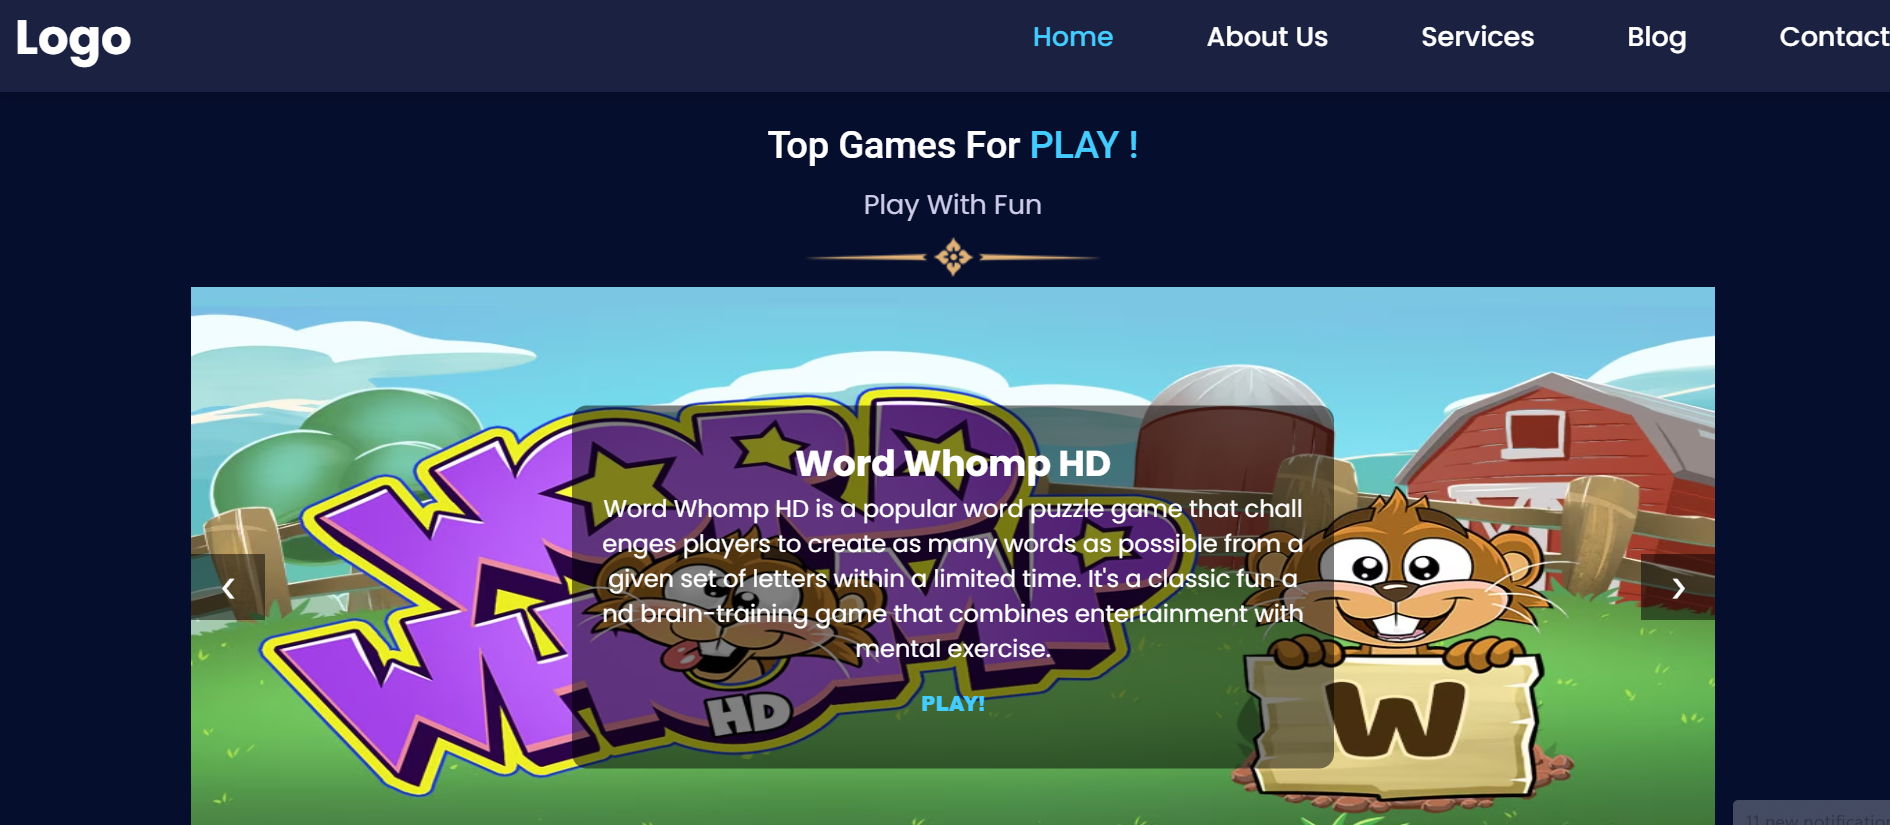 Logo
Home About Us Services Blog Contact
Top Games For PLAY !
Play With Fun
WORD
WHOMP
HD
Word Whomp HD
Word Whomp HD is a popular word puzzle game that chall
enges players to create as many words as possible from a
given set of letters within a limited time. It's a classic fun a
nd brain-training game that combines entertainment with
mental exercise.
PLAY!
❮
❯
W
11 new notification